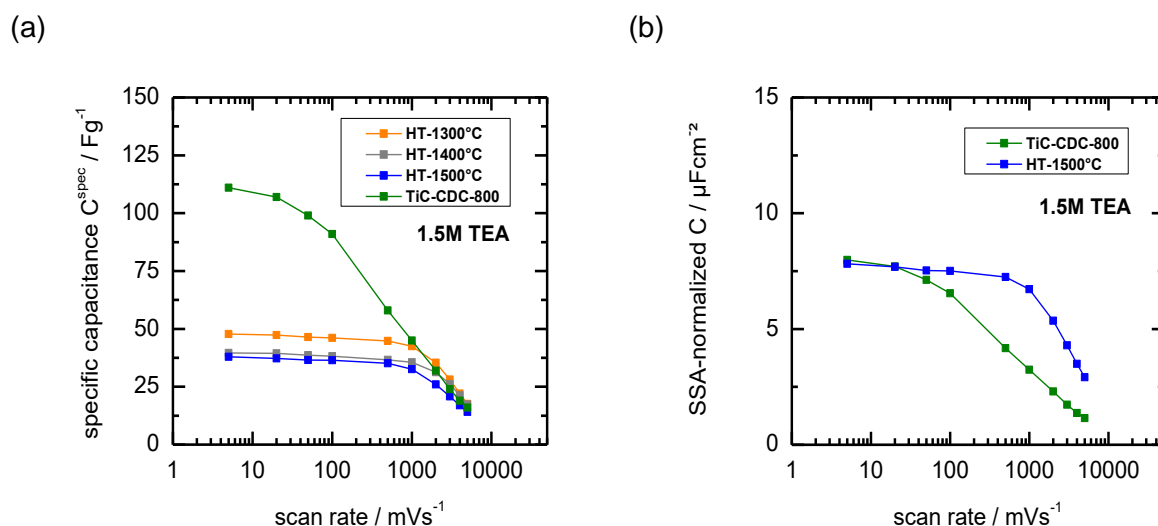 (a)
specific capacitance Cspec / Fg-1
150
125
100
75
50
25
0
HT-1300°C
HT-1400°C
HT-1500°C
TiC-CDC-800
1.5M TEA
1
10
100
1000
10000
scan rate / mVs-1
(b)
SSA-normalized C / µFcm-²
15
10
5
0
TiC-CDC-800
HT-1500°C
1.5M TEA
1
10
100
1000
10000
scan rate / mVs-1